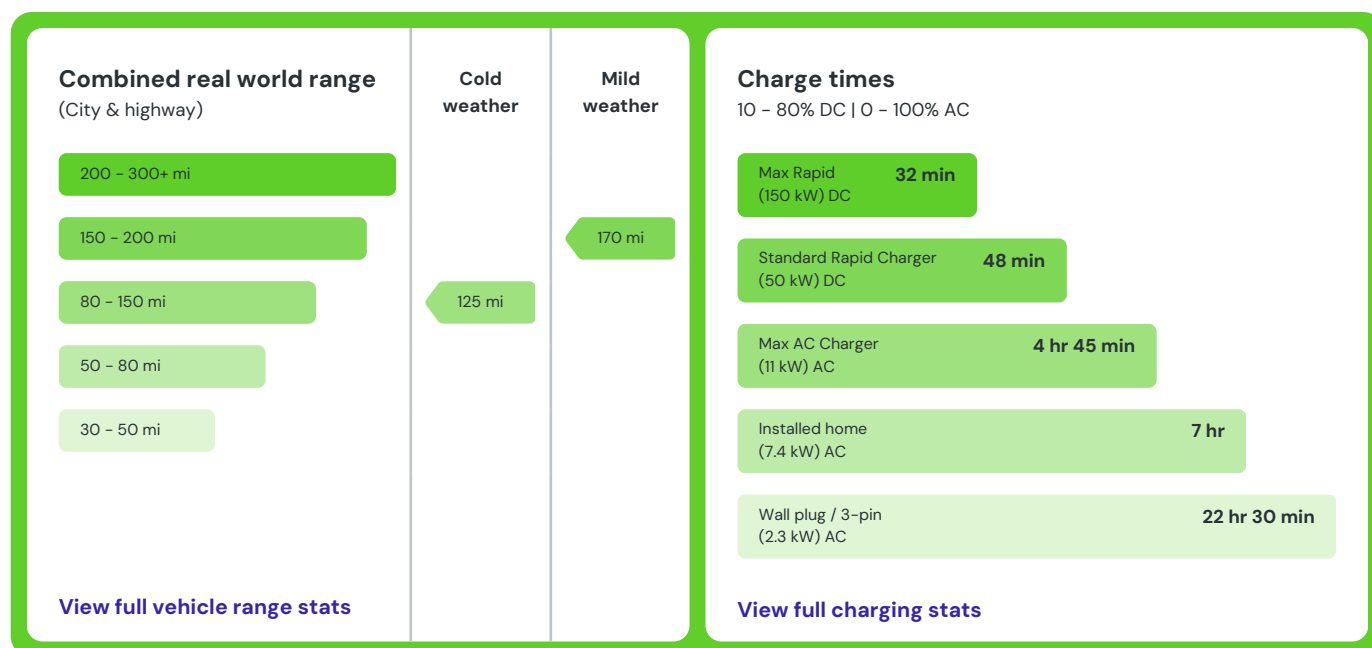 Combined real world range
(City & highway)
Cold
weather
Mild
weather
200 - 300+ mi
150 - 200 mi
170 mi
80 - 150 mi
125 mi
50 - 80 mi
30 - 50 mi
View full vehicle range stats
Charge times
10 - 80% DC | 0 - 100% AC
Max Rapid
(150 kW) DC
32 min
Standard Rapid Charger
(50 kW) DC
48 min
Max AC Charger
(11 kW) AC
4 hr 45 min
Installed home
(7.4 kW) AC
7 hr
Wall plug / 3-pin
(2.3 kW) AC
22 hr 30 min
View full charging stats